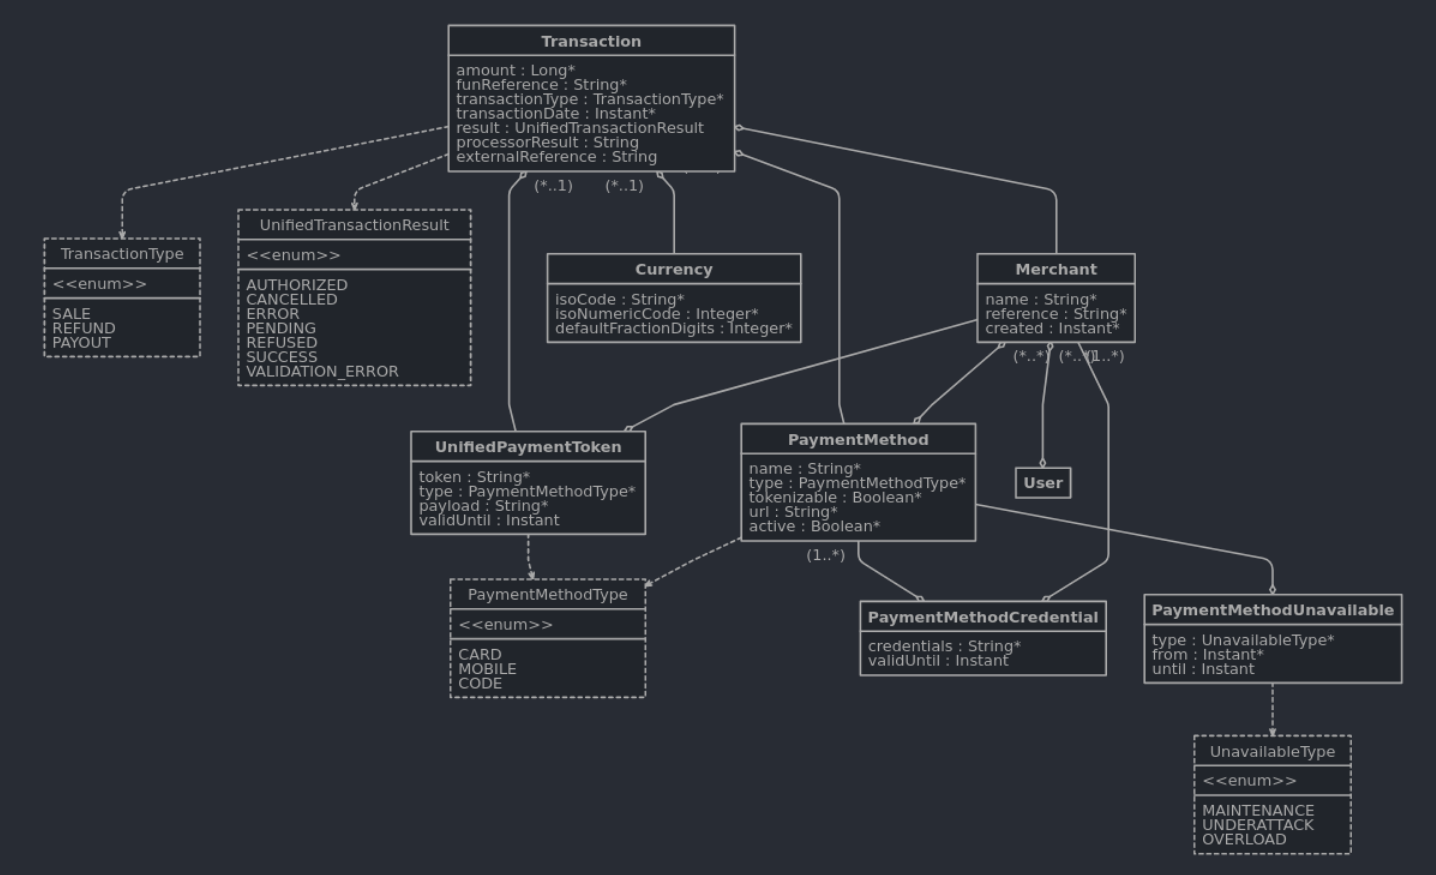 Transaction
amount : Long*
funReference : String*
transactionType : TransactionType*
transactionDate : Instant*
result : UnifiedTransactionResult
processorResult : String
externalReference : String
(*..1)
(*..1)
TransactionType
<<enum>>
SALE
REFUND
PAYOUT
UnifiedTransactionResult
<<enum>>
AUTHORIZED
CANCELLED
ERROR
PENDING
REFUSED
SUCCESS
VALIDATION_ERROR
Currency
isoCode : String*
isoNumericCode : Integer*
defaultFractionDigits : Integer*
Merchant
name : String*
reference : String*
created : Instant*
(*..*)
(1..*)
UnifiedPaymentToken
token : String*
type : PaymentMethodType*
payload : String*
validUntil : Instant
PaymentMethod
name : String*
type : PaymentMethodType*
tokenizable : Boolean*
url : String*
active : Boolean*
(1..*)
User
PaymentMethodType
<<enum>>
CARD
MOBILE
CODE
PaymentMethodCredential
credentials : String*
validUntil : Instant
PaymentMethodUnavailable
type : UnavailableType*
from : Instant*
until : Instant
UnavailableType
<<enum>>
MAINTENANCE
UNDERATTACK
OVERLOAD